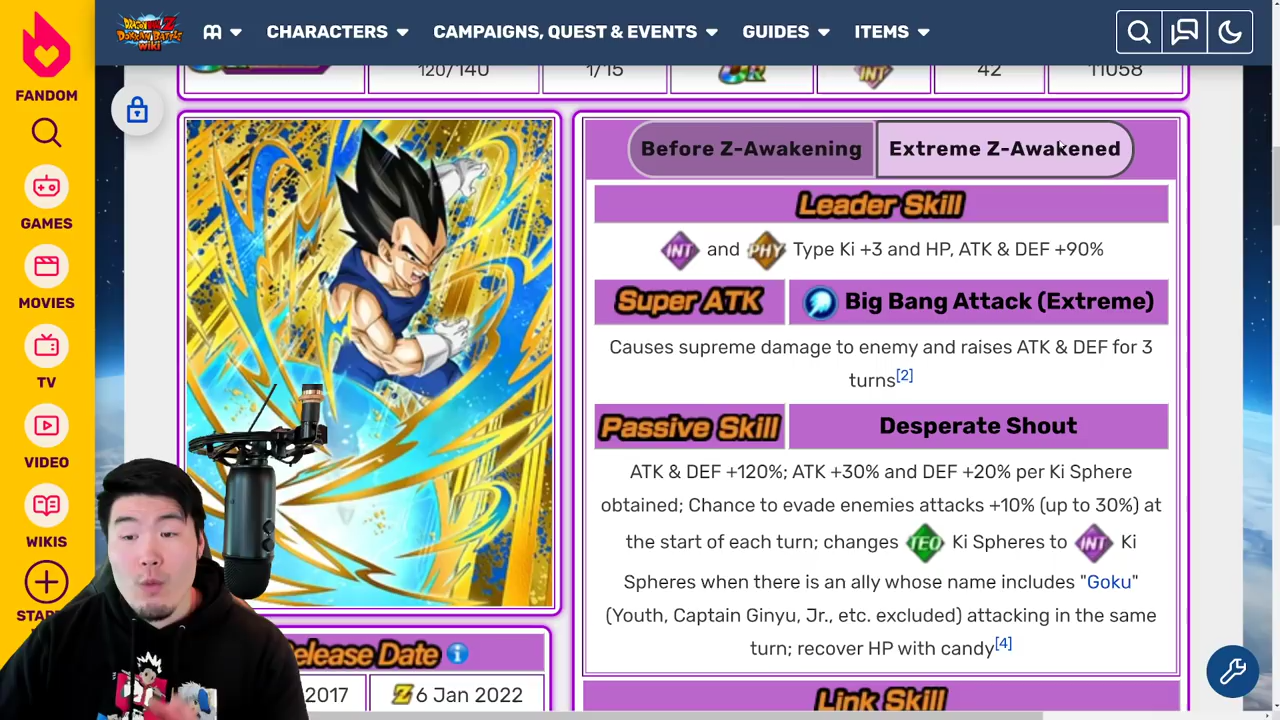 FANDOM
GAMES
MOVIES
TV
VIDEO
WIKIS
DRAGON BALL Z
DOKKAN BATTLE
WIKI
CHARACTERS
CAMPAIGNS, QUEST & EVENTS
GUIDES
ITEMS
120/140
1/15
INT
42
11058
Before Z-Awakening
Extreme Z-Awakened
Leader Skill
INT and PHY Type Ki +3 and HP, ATK & DEF +90%
Super ATK
Big Bang Attack (Extreme)
Causes supreme damage to enemy and raises ATK & DEF for 3
turns[2]
Passive Skill
Desperate Shout
ATK & DEF +120%; ATK +30% and DEF +20% per Ki Sphere
obtained; Chance to evade enemies attacks +10% (up to 30%) at
the start of each turn; changes TEQ Ki Spheres to INT Ki
Spheres when there is an ally whose name includes "Goku"
(Youth, Captain Ginyu, Jr., etc. excluded) attacking in the same
turn; recover HP with candy[4]
Link Skill
Release Date
2017
Z 6 Jan 2022